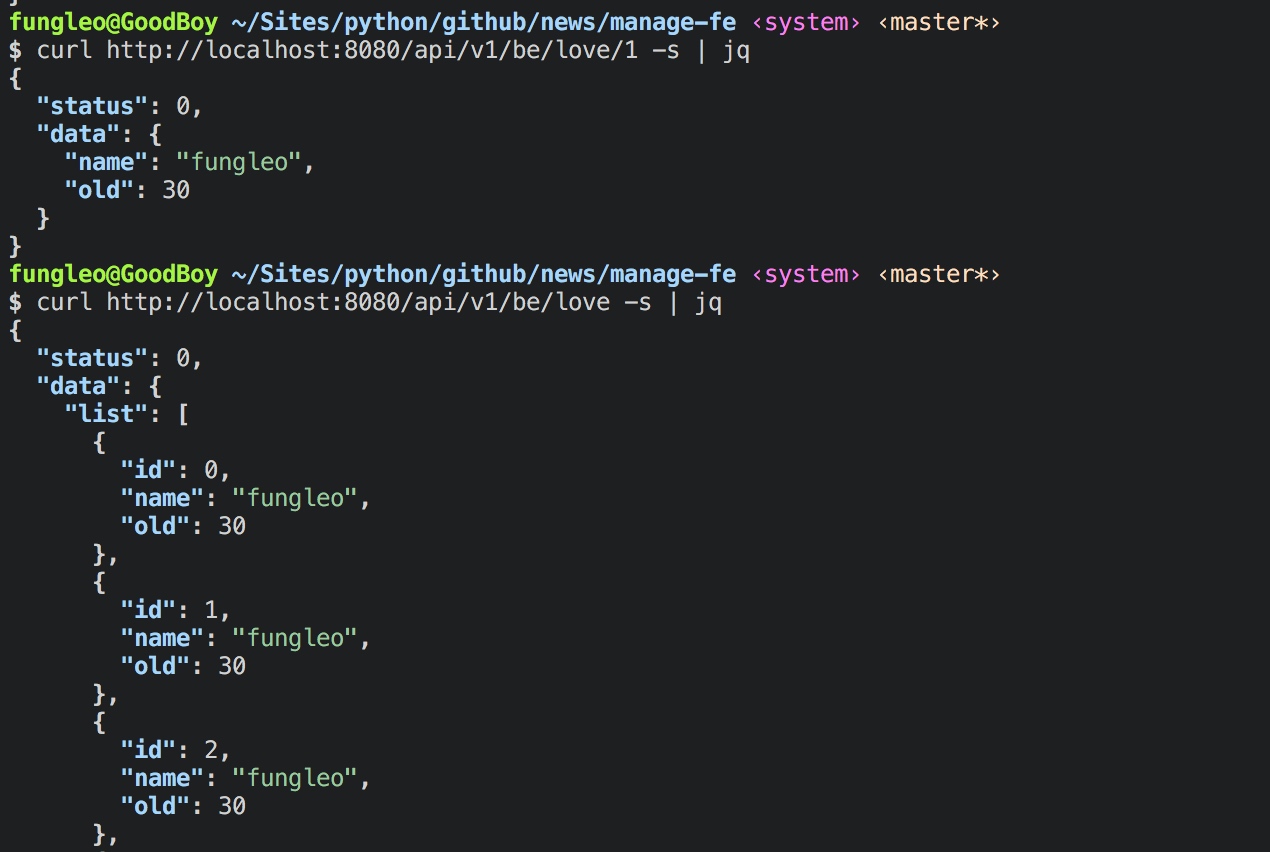 }
fungleo@GoodBoy ~/Sites/python/github/news/manage-fe ‹system› ‹master*›
$ curl http://localhost:8080/api/v1/be/love/1 -s | jq
{
  "status": 0,
  "data": {
    "name": "fungleo",
    "old": 30
  }
}
fungleo@GoodBoy ~/Sites/python/github/news/manage-fe ‹system› ‹master*›
$ curl http://localhost:8080/api/v1/be/love -s | jq
{
  "status": 0,
  "data": {
    "list": [
      {
        "id": 0,
        "name": "fungleo",
        "old": 30
      },
      {
        "id": 1,
        "name": "fungleo",
        "old": 30
      },
      {
        "id": 2,
        "name": "fungleo",
        "old": 30
      },